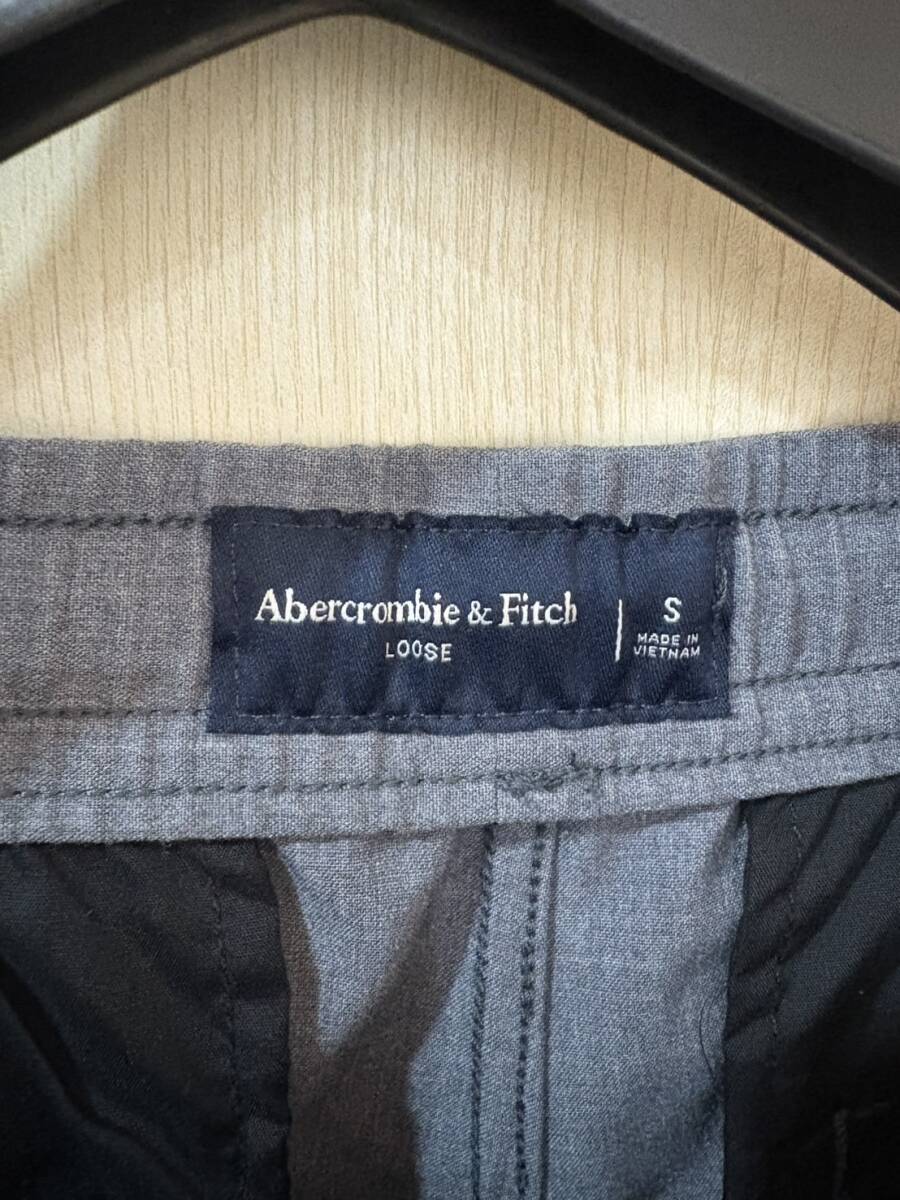 Abercrombie & Fitch
LOOSE
S
MADE IN
VIETNAM